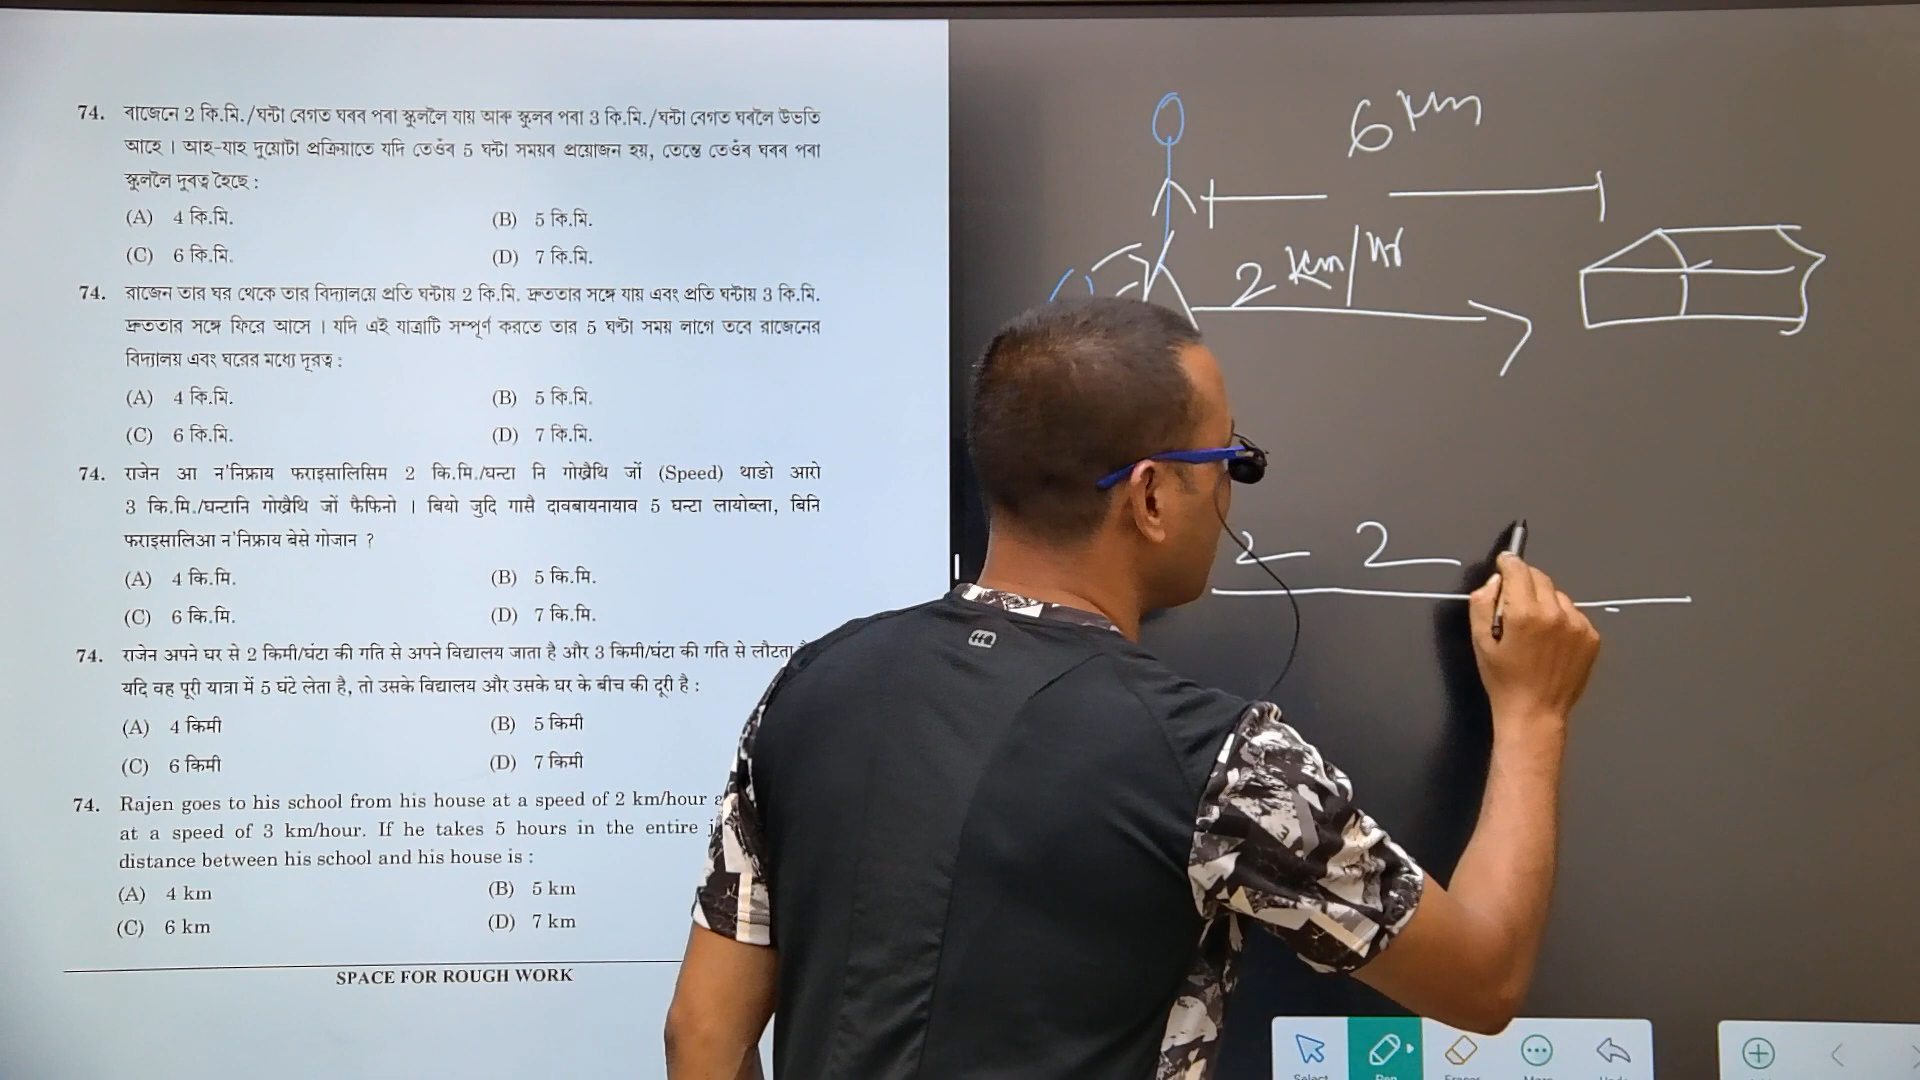 74. ৰাজেনে 2 কি.মি./ঘন্টা বেগত ঘৰৰ পৰা স্কুললৈ যায় আৰু স্কুলৰ পৰা 3 কি.মি./ঘন্টা বেগত ঘৰলৈ উভতি
আহে । আহ-যাহ দুয়োটা প্ৰক্ৰিয়াতে যদি তেওঁৰ 5 ঘন্টা সময়ৰ প্ৰয়োজন হয়, তেন্তে তেওঁৰ ঘৰৰ পৰা
স্কুললৈ দূৰত্ব হৈছে :
(A) 4 কি.মি. (B) 5 কি.মি.
(C) 6 কি.মি. (D) 7 কি.মি.
74. রাজেন তার ঘর থেকে তার বিদ্যালয়ে প্রতি ঘন্টায় 2 কি.মি. দ্রুততার সঙ্গে যায় এবং প্রতি ঘন্টায় 3 কি.মি.
দ্রুততার সঙ্গে ফিরে আসে । যদি এই যাত্রাটি সম্পূর্ণ করতে তার 5 ঘণ্টা সময় লাগে তবে রাজেনের
বিদ্যালয় এবং ঘরের মধ্যে দূরত্ব :
(A) 4 কি.মি. (B) 5 কি.মি.
(C) 6 কি.মি. (D) 7 কি.মি.
74. राजेन आ न'निफ्राय फराइसालिसिम 2 कि.मि./घन्टा नि गोख्रैथि जों (Speed) थाङो आरो
3 कि.मि./घन्टानि गोख्रैथि जों फैफिनो । बियो जुदि गासै दावबायनायाव 5 घन्टा लायोब्ला, बिनि
फराइसालिआ न'निफ्राय बेसे गोजान ?
(A) 4 कि.मि. (B) 5 कि.मि.
(C) 6 कि.मि. (D) 7 कि.मि.
74. राजेन अपने घर से 2 किमी/घंटा की गति से अपने विद्यालय जाता है और 3 किमी/घंटा की गति से लौटता
यदि वह पूरी यात्रा में 5 घंटे लेता है, तो उसके विद्यालय और उसके घर के बीच की दूरी है :
(A) 4 किमी (B) 5 किमी
(C) 6 किमी (D) 7 किमी
74. Rajen goes to his school from his house at a speed of 2 km/hour
at a speed of 3 km/hour. If he takes 5 hours in the entire
distance between his school and his house is :
(A) 4 km (B) 5 km
(C) 6 km (D) 7 km
SPACE FOR ROUGH WORK
6 km
2 km/hr
2 2
Select Pen